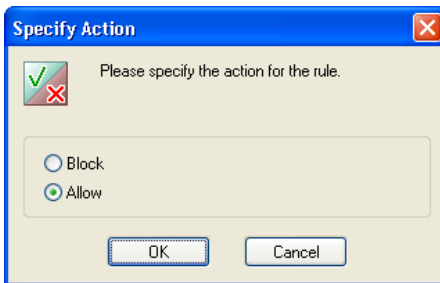 Specify Action
Please specify the action for the rule.
Block
Allow
OK
Cancel